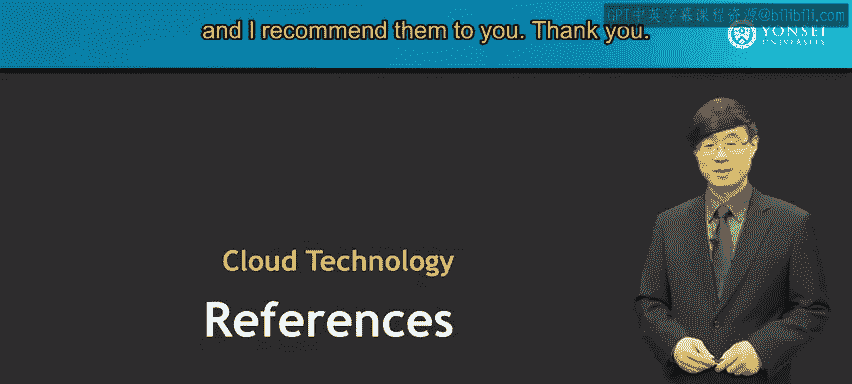 GPT中英字幕课程资源@bilibili.com
and I recommend them to you. Thank you.
YONSEI
UNIVERSITY
Cloud Technology
References